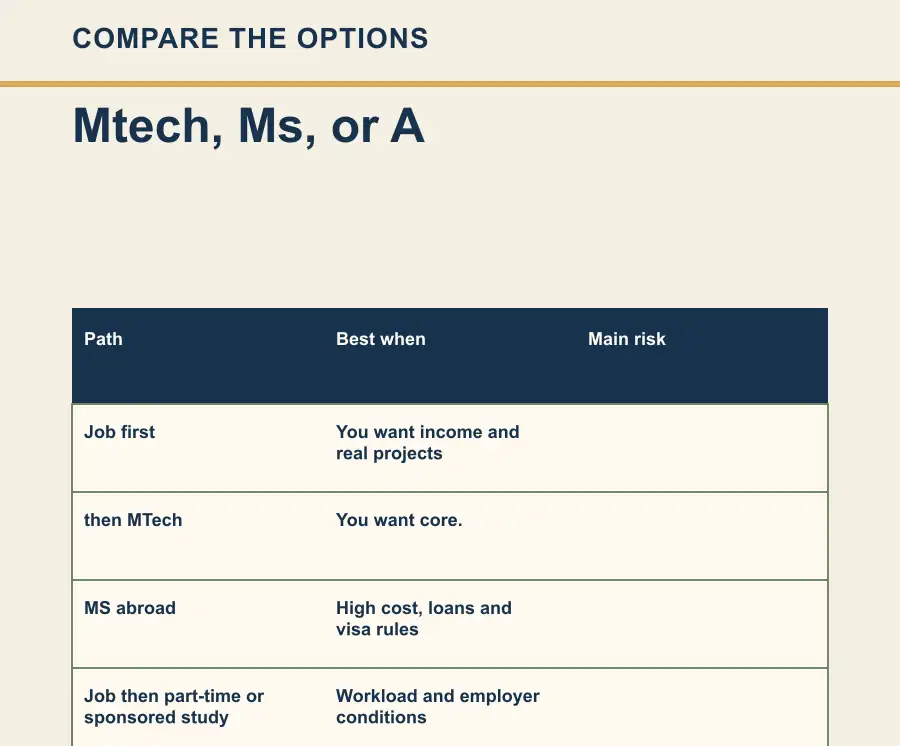 COMPARE THE OPTIONS
Mtech, Ms, or A
Path Best when Main risk
Job first You want income and
real projects
then MTech You want core.
MS abroad High cost, loans and
visa rules
Job then part-time or Workload and employer
sponsored study conditions